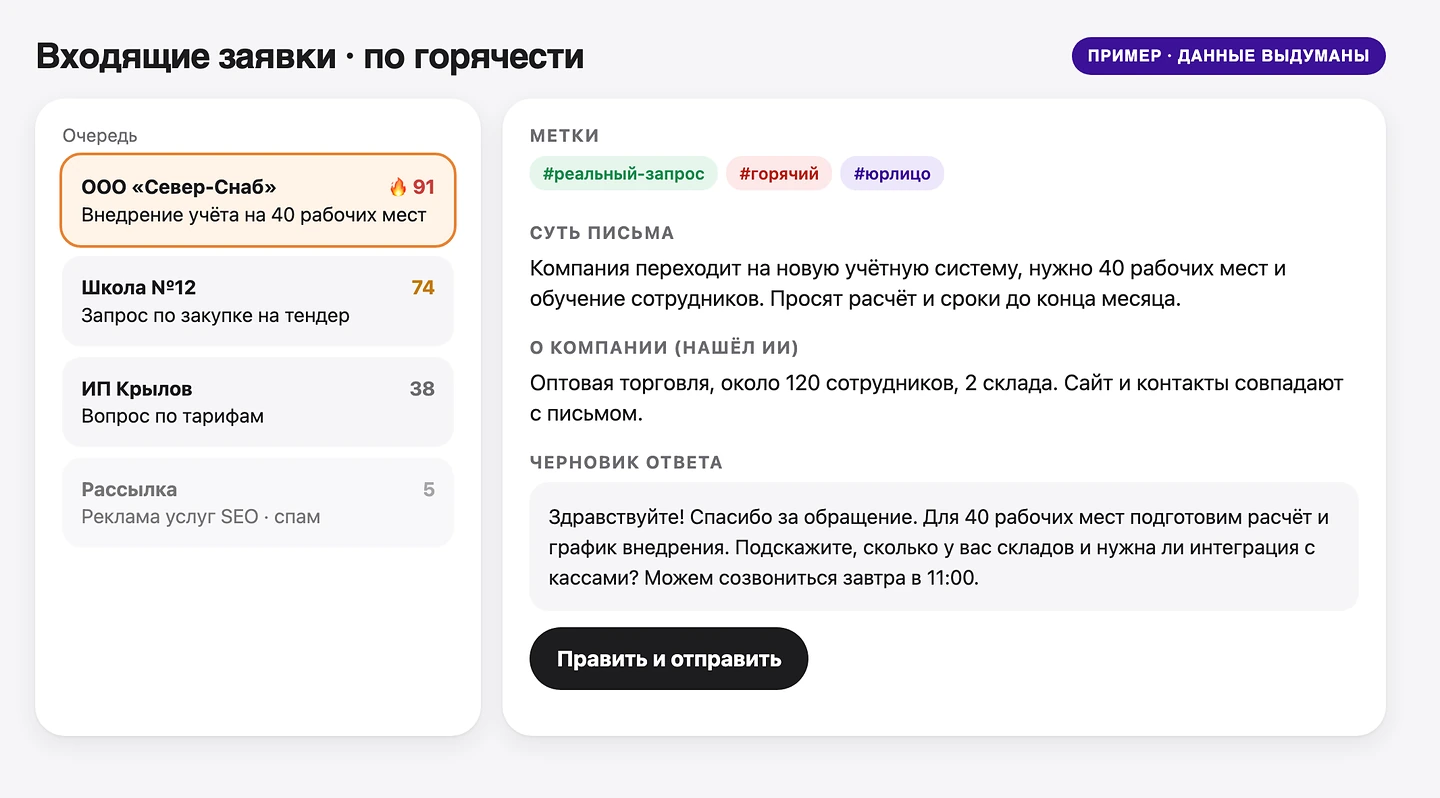 Входящие заявки · по горячести
ПРИМЕР · ДАННЫЕ ВЫДУМАНЫ
Очередь
ООО «Север-Снаб»
🔥 91
Внедрение учёта на 40 рабочих мест
Школа №12
74
Запрос по закупке на тендер
ИП Крылов
38
Вопрос по тарифам
Рассылка
5
Реклама услуг SEO · спам
МЕТКИ
#реальный-запрос #горячий #юрлицо
СУТЬ ПИСЬМА
Компания переходит на новую учётную систему, нужно 40 рабочих мест и
обучение сотрудников. Просят расчёт и сроки до конца месяца.
О КОМПАНИИ (НАШЁЛ ИИ)
Оптовая торговля, около 120 сотрудников, 2 склада. Сайт и контакты совпадают
с письмом.
ЧЕРНОВИК ОТВЕТА
Здравствуйте! Спасибо за обращение. Для 40 рабочих мест подготовим расчёт и
график внедрения. Подскажите, сколько у вас складов и нужна ли интеграция с
кассами? Можем созвониться завтра в 11:00.
Править и отправить